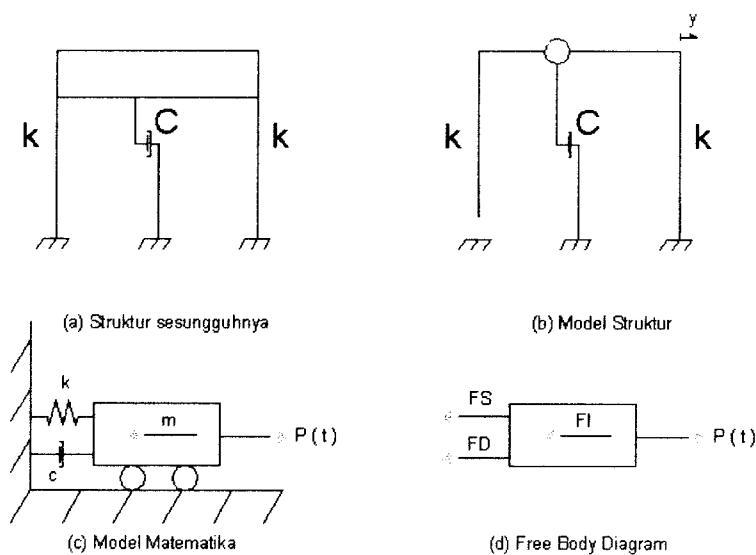 y
k
C
k
k
C
k
(a) Struktur sesungguhnya
(b) Model Struktur
k
m
P(t)
c
(c) Model Matematika
FS
FD
FI
P(t)
(d) Free Body Diagram